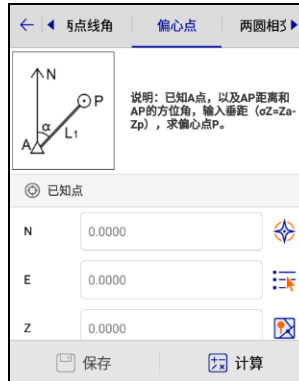 点线角
偏心点
两圆相交
N
P
α
L1
A
说明：已知A点，以及AP距离和
AP的方位角，输入垂距（σZ=Za-
Zp），求偏心点P。
已知点
N
0.0000
E
0.0000
Z
0.0000
保存
计算